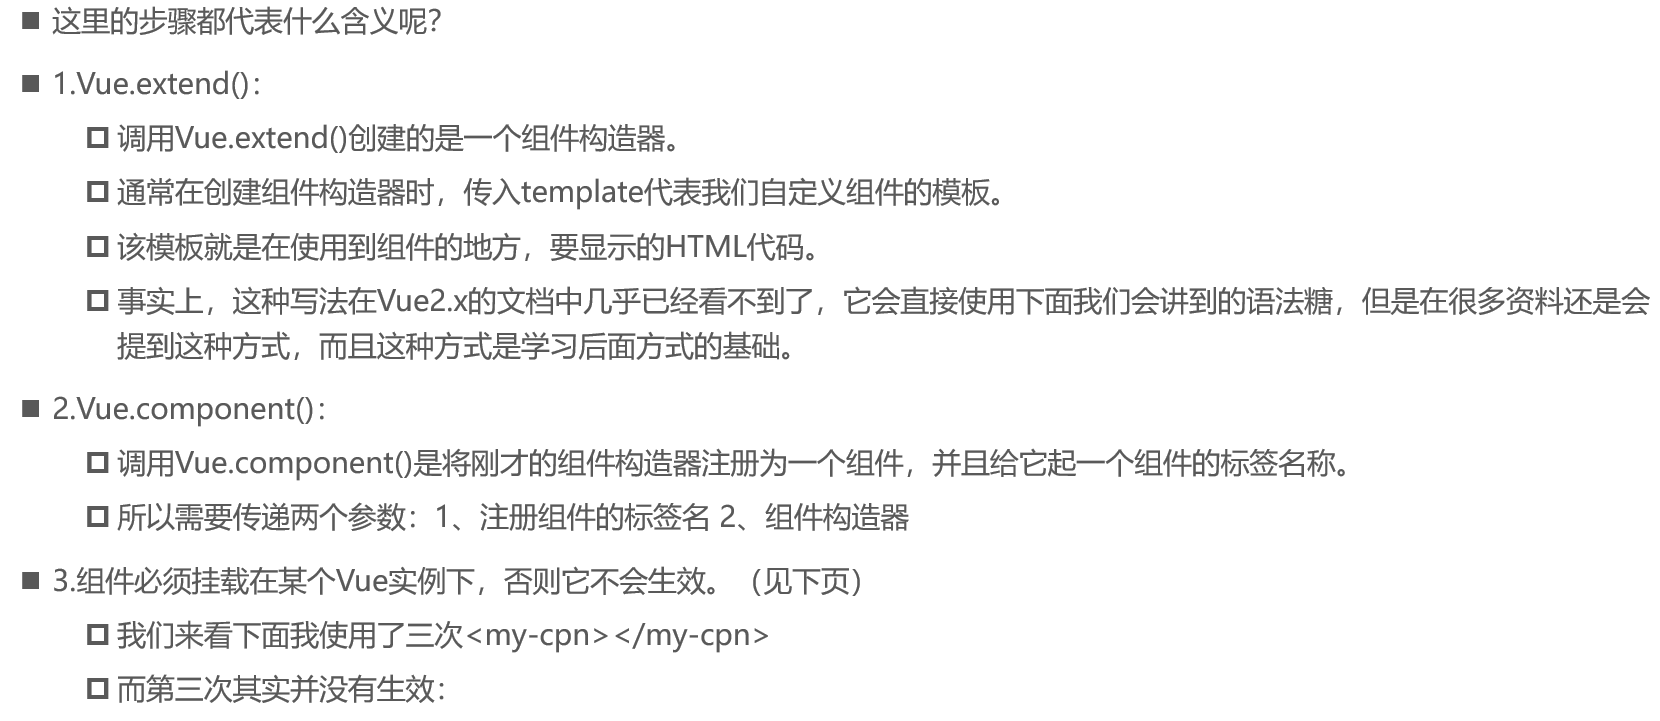 ■ 这里的步骤都代表什么含义呢？
■ 1.Vue.extend()：
调用Vue.extend()创建的是一个组件构造器。
通常在创建组件构造器时，传入template代表我们自定义组件的模板。
该模板就是在使用到组件的地方，要显示的HTML代码。
事实上，这种写法在Vue2.x的文档中几乎已经看不到了，它会直接使用下面我们会讲到的语法糖，但是在很多资料还是会
提到这种方式，而且这种方式是学习后面方式的基础。
■ 2.Vue.component()：
调用Vue.component()是将刚才的组件构造器注册为一个组件，并且给它起一个组件的标签名称。
所以需要传递两个参数：1、注册组件的标签名 2、组件构造器
■ 3.组件必须挂载在某个Vue实例下，否则它不会生效。（见下页）
我们来看下面我使用了三次<my-cpn></my-cpn>
而第三次其实并没有生效：